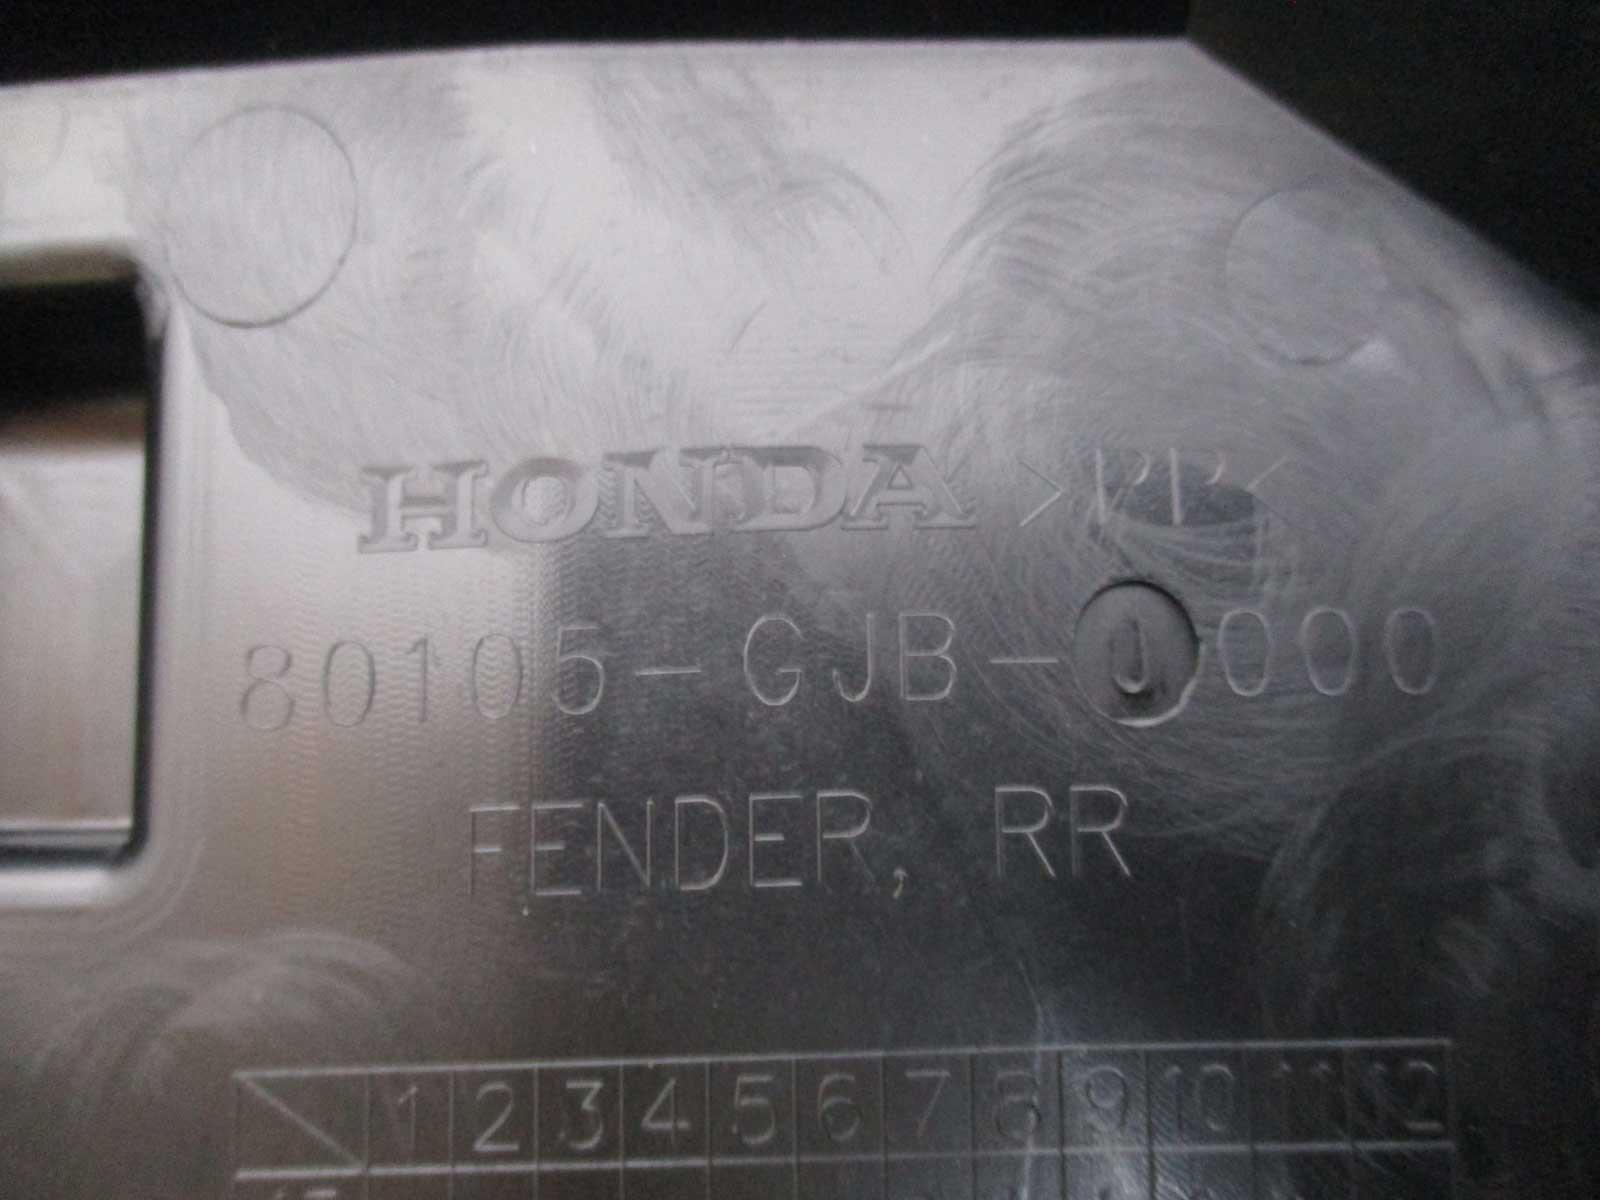 HONDA >PP<
80105-GJB-J000
FENDER, RR
1 2 3 4 5 6 7 8 9 10 11 12